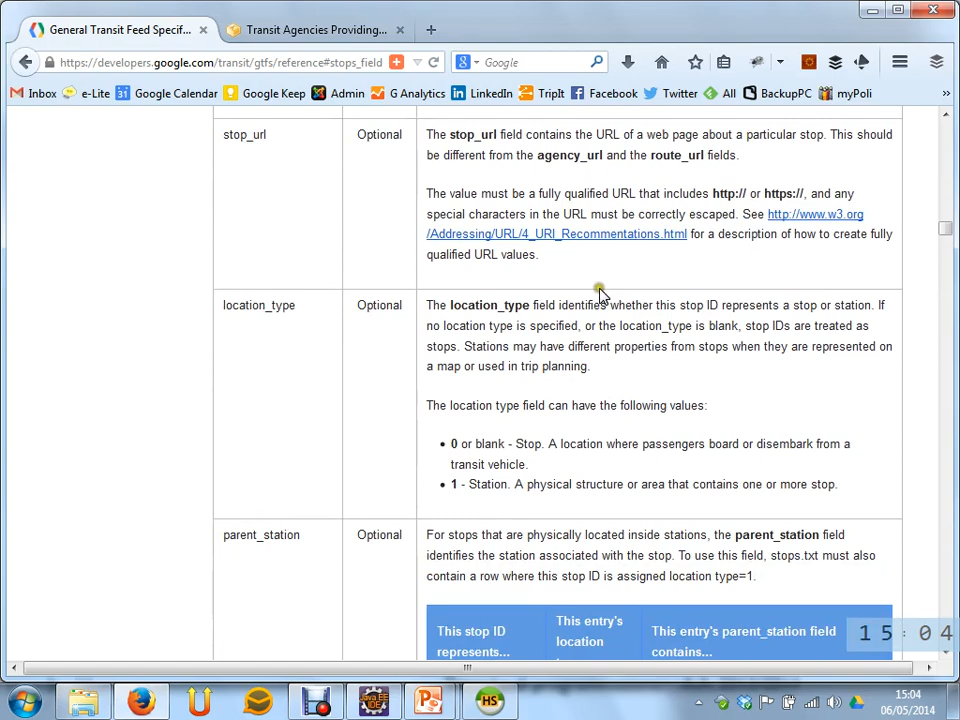 General Transit Feed Specif...
Transit Agencies Providing...
https://developers.google.com/transit/gtfs/reference#stops_field
Google
Inbox
e-Lite
31
Google Calendar
Google Keep
Admin
G Analytics
LinkedIn
TripIt
Facebook
Twitter
All
BackupPC
myPoli
»
stop_url
Optional
The stop_url field contains the URL of a web page about a particular stop. This should
be different from the agency_url and the route_url fields.
The value must be a fully qualified URL that includes http:// or https://, and any
special characters in the URL must be correctly escaped. See http://www.w3.org
/Addressing/URL/4_URI_Recommentations.html for a description of how to create fully
qualified URL values.
location_type
Optional
The location_type field identifies whether this stop ID represents a stop or station. If
no location type is specified, or the location_type is blank, stop IDs are treated as
stops. Stations may have different properties from stops when they are represented on
a map or used in trip planning.
The location type field can have the following values:
• 0 or blank - Stop. A location where passengers board or disembark from a
transit vehicle.
• 1 - Station. A physical structure or area that contains one or more stop.
parent_station
Optional
For stops that are physically located inside stations, the parent_station field
identifies the station associated with the stop. To use this field, stops.txt must also
contain a row where this stop ID is assigned location type=1.
This stop ID
represents...
This entry's
location
This entry's parent_station field
contains...
15:04
Java EE
IDE
HS
15:04
06/05/2014